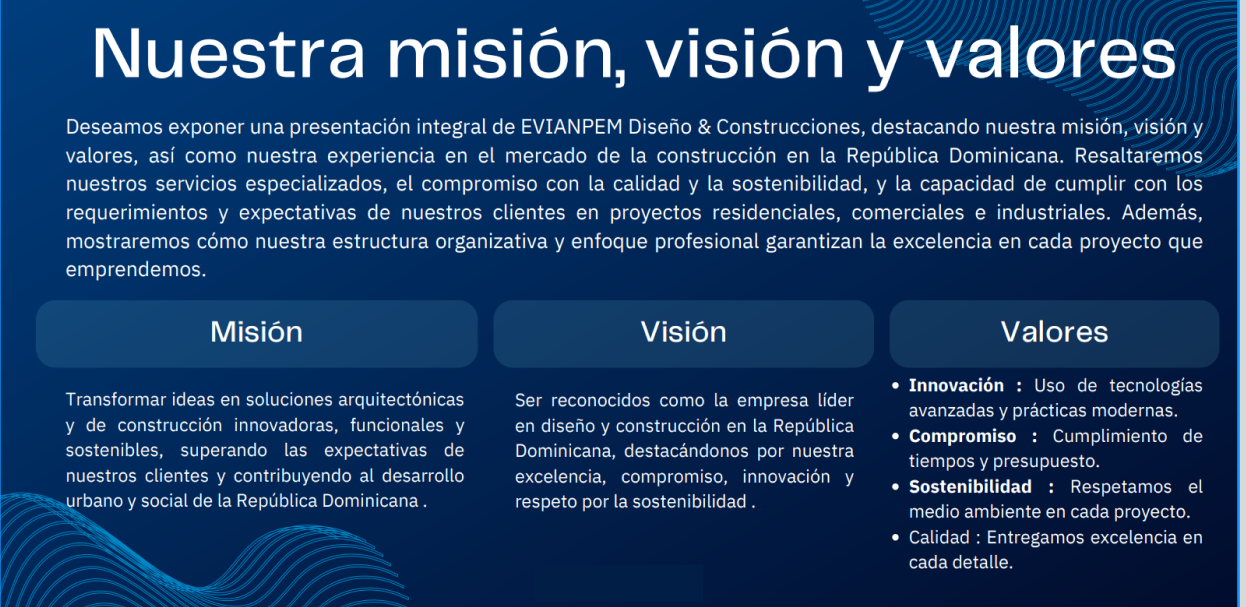 Nuestra misión, visión y valores
Deseamos exponer una presentación integral de EVIANPEM Diseño & Construcciones, destacando nuestra misión, visión y
valores, así como nuestra experiencia en el mercado de la construcción en la República Dominicana. Resaltaremos
nuestros servicios especializados, el compromiso con la calidad y la sostenibilidad, y la capacidad de cumplir con los
requerimientos y expectativas de nuestros clientes en proyectos residenciales, comerciales e industriales. Además,
mostraremos cómo nuestra estructura organizativa y enfoque profesional garantizan la excelencia en cada proyecto que
emprendemos.
Misión
Transformar ideas en soluciones arquitectónicas
y de construcción innovadoras, funcionales y
sostenibles, superando las expectativas de
nuestros clientes y contribuyendo al desarrollo
urbano y social de la República Dominicana .
Visión
Ser reconocidos como la empresa líder
en diseño y construcción en la República
Dominicana, destacándonos por nuestra
excelencia, compromiso, innovación y
respeto por la sostenibilidad .
Valores
• Innovación : Uso de tecnologías
avanzadas y prácticas modernas.
• Compromiso : Cumplimiento de
tiempos y presupuesto.
• Sostenibilidad : Respetamos el
medio ambiente en cada proyecto.
• Calidad : Entregamos excelencia en
cada detalle.